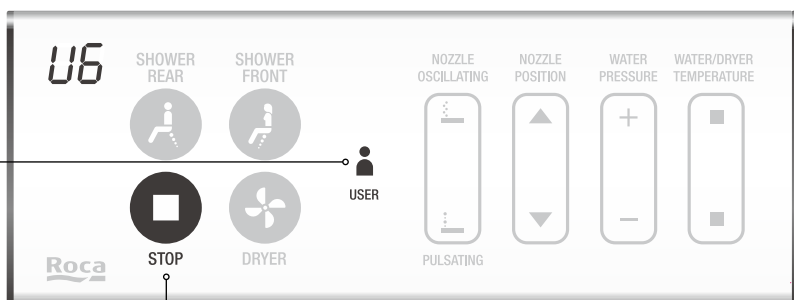 U6
SHOWER
REAR
SHOWER
FRONT
NOZZLE
OSCILLATING
NOZZLE
POSITION
WATER
PRESSURE
WATER/DRYER
TEMPERATURE
USER
STOP
DRYER
PULSATING
Roca